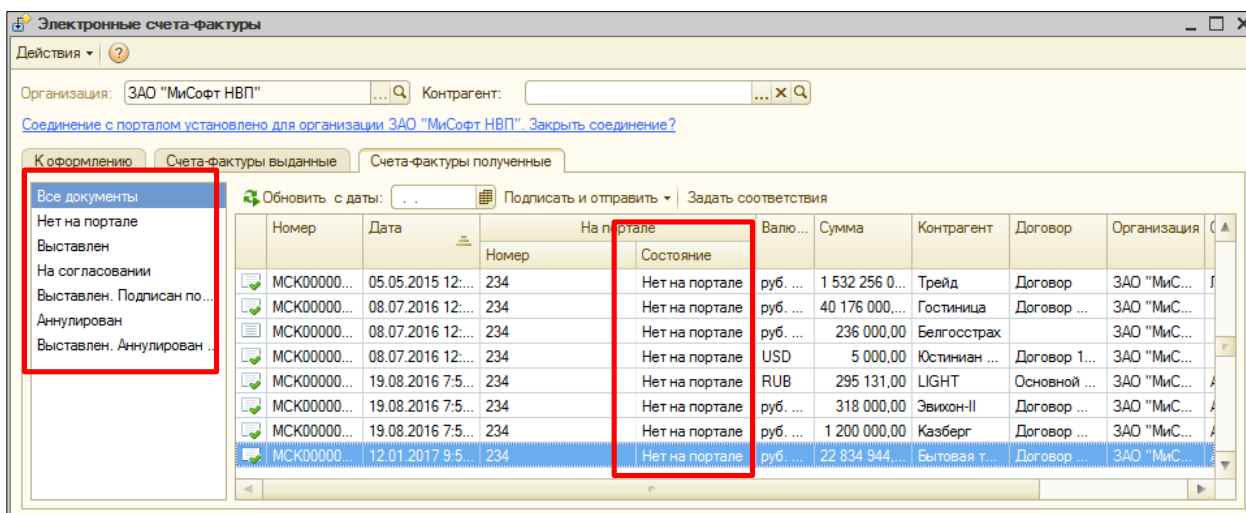 Электронные счета-фактуры
Действия
Организация: ЗАО "МиСофт НВП" ... Контрагент: ...
Соединение с порталом установлено для организации ЗАО "МиСофт НВП". Закрыть соединение?
К оформлению Счета-фактуры выданные Счета-фактуры полученные
Все документы
Нет на портале
Выставлен
На согласовании
Выставлен. Подписан по...
Аннулирован
Выставлен. Аннулирован ...
Обновить с даты: . . Подписать и отправить Задать соответствия
Номер Дата На портале Валю... Сумма Контрагент Договор Организация
Номер Состояние
МСК00000... 05.05.2015 12:... 234 Нет на портале руб. ... 1 532 256 0... Трейд Договор ЗАО "МиС...
МСК00000... 08.07.2016 12:... 234 Нет на портале руб. ... 40 176 000,... Гостиница Договор ... ЗАО "МиС...
МСК00000... 08.07.2016 12:... 234 Нет на портале руб. ... 236 000,00 Белгосстрах ЗАО "МиС...
МСК00000... 08.07.2016 12:... 234 Нет на портале USD 5 000,00 Юстиниан ... Договор 1... ЗАО "МиС...
МСК00000... 19.08.2016 7:5... 234 Нет на портале RUB 295 131,00 LIGHT Основной ... ЗАО "МиС...
МСК00000... 19.08.2016 7:5... 234 Нет на портале руб. ... 318 000,00 Эвихон-II Договор ... ЗАО "МиС...
МСК00000... 19.08.2016 7:5... 234 Нет на портале руб. ... 1 200 000,00 Казберг Договор ... ЗАО "МиС...
МСК00000... 12.01.2017 9:5... 234 Нет на портале руб. ... 22 834 944,... Бытовая т... Договор ... ЗАО "МиС...